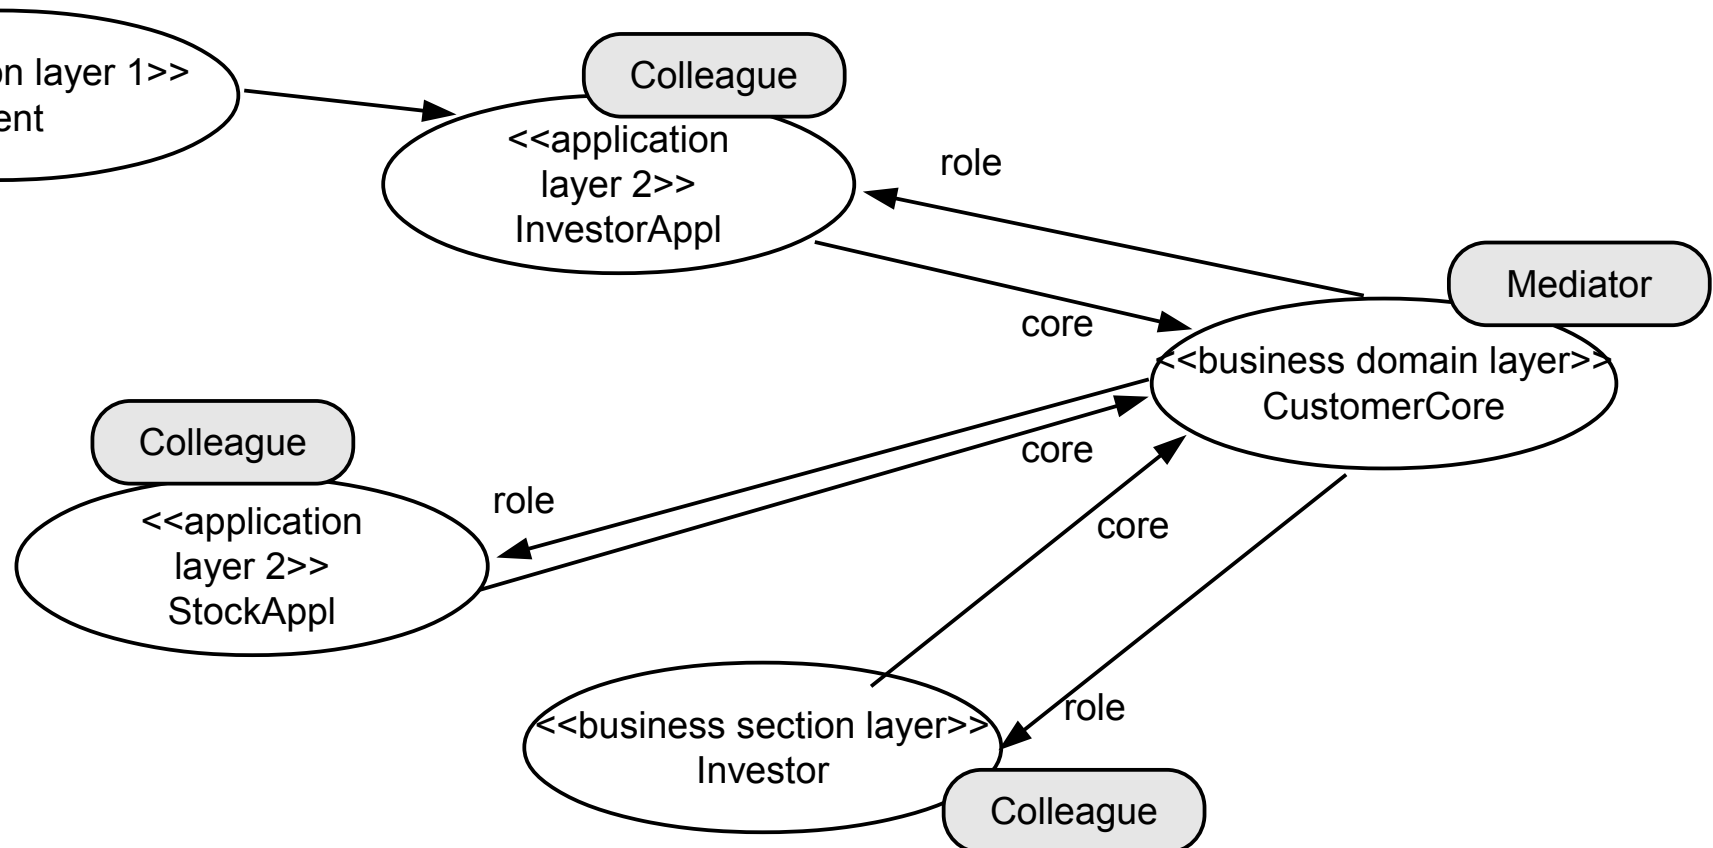 on layer 1>>
ent
Colleague
<<application
layer 2>>
InvestorAppl
role
core
Mediator
<<business domain layer>>
CustomerCore
Colleague
<<application
layer 2>>
StockAppl
role
core
core
<<business section layer>>
Investor
role
Colleague